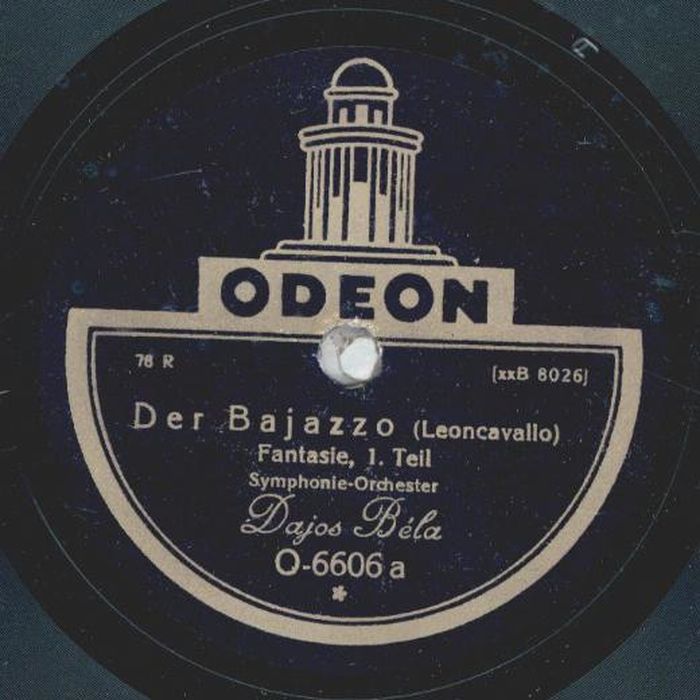 ODEON
78 R
[xxB 8026]
Der Bajazzo (Leoncavallo)
Fantasie, 1. Teil
Symphonie-Orchester
Dajos Béla
O-6606 a
*